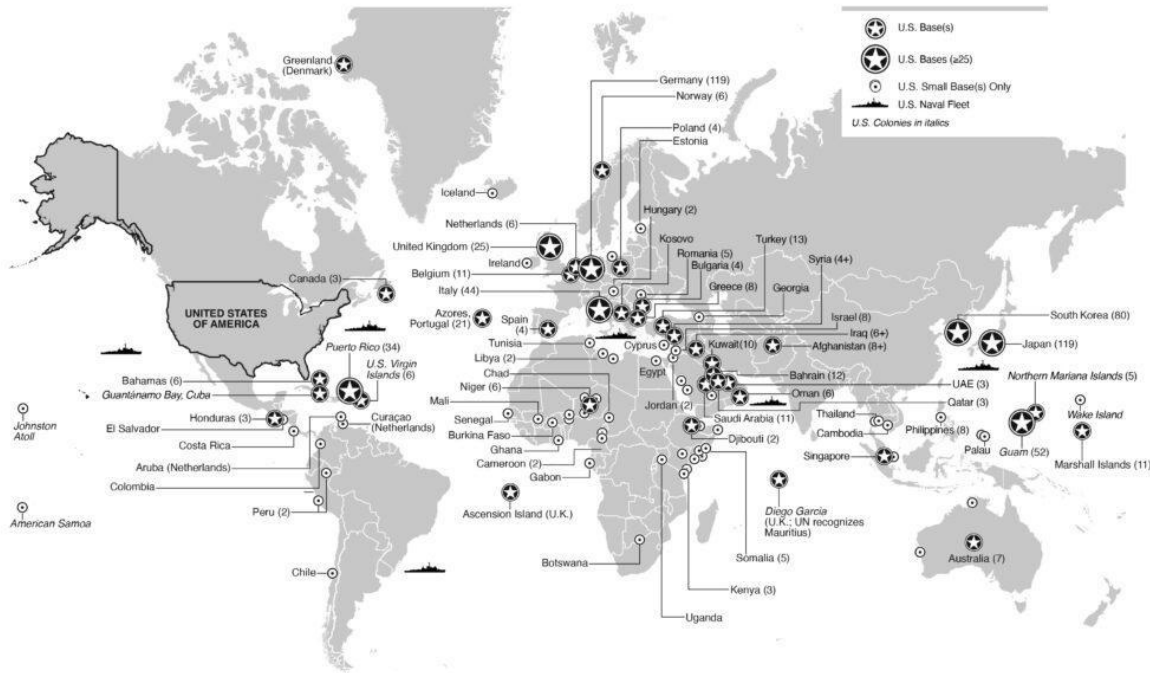 U.S. Base(s)
U.S. Bases (≥25)
U.S. Small Base(s) Only
U.S. Naval Fleet
U.S. Colonies in italics
Greenland
(Denmark)
Germany (119)
Norway (6)
Poland (4)
Estonia
Iceland
Hungary (2)
Netherlands (6)
Kosovo
Turkey (13)
United Kingdom (25)
Romania (5)
Syria (4+)
Ireland
Bulgaria (4)
Canada (3)
Belgium (11)
Greece (8)
Georgia
Italy (44)
UNITED STATES
OF AMERICA
Azores,
Portugal (21)
Spain
(4)
Israel (8)
South Korea (80)
Iraq (6+)
Puerto Rico (34)
Tunisia
Cyprus
Afghanistan (8+)
Japan (119)
U.S. Virgin
Islands (6)
Libya (2)
Egypt
Kuwait(10)
Bahamas (6)
Chad
Bahrain (12)
Northern Mariana Islands (5)
Guantánamo Bay, Cuba
Niger (6)
UAE (3)
Oman (6)
Qatar (3)
Wake Island
Johnston
Atoll
Honduras (3)
Mali
Jordan (2)
Saudi Arabia (11)
Thailand
Curaçao
(Netherlands)
Senegal
Philippines (8)
El Salvador
Burkina Faso
Djibouti (2)
Cambodia
Costa Rica
Ghana
Palau
Guam (52)
Singapore
Marshall Islands (11)
Aruba (Netherlands)
Cameroon (2)
Colombia
Gabon
Peru (2)
American Samoa
Ascension Island (U.K.)
Diego Garcia
(U.K.; UN recognizes
Mauritius)
Somalia (5)
Botswana
Australia (7)
Chile
Kenya (3)
Uganda